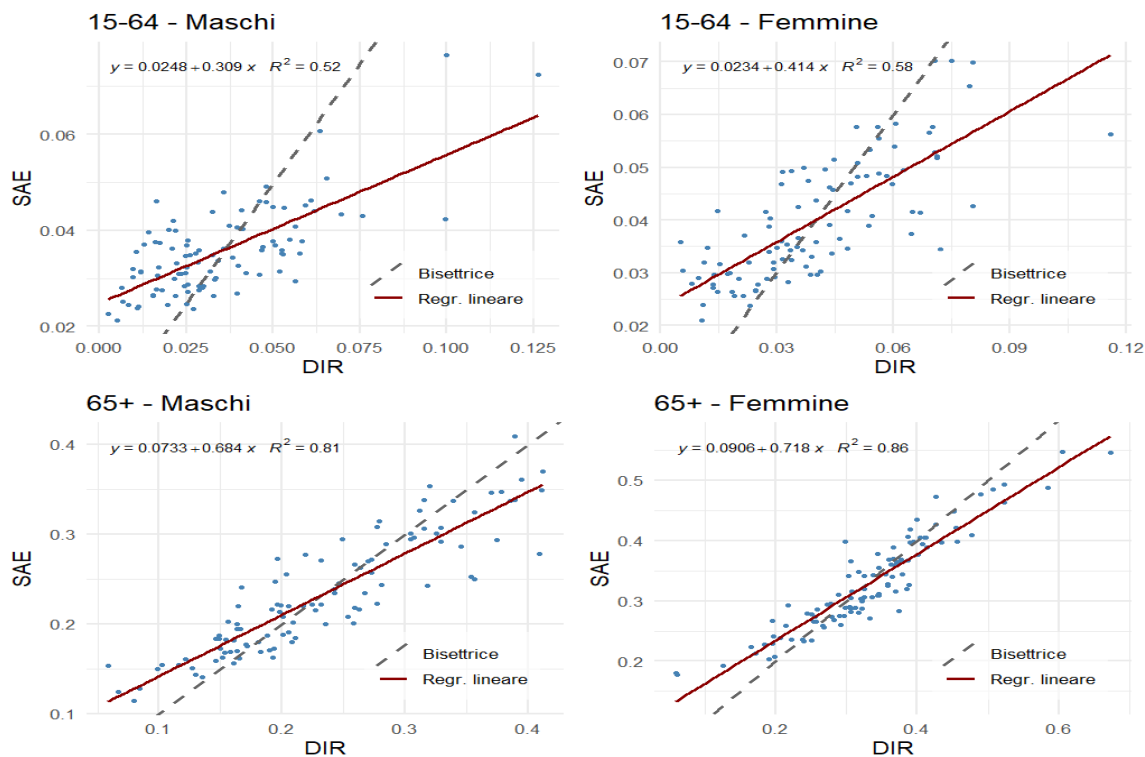 15-64 - Maschi
y = 0.0248 + 0.309 x R² = 0.52
SAE
0.06
0.04
0.02
0.000 0.025 0.050 0.075 0.100 0.125
DIR
Bisettrice
Regr. lineare
15-64 - Femmine
y = 0.0234 + 0.414 x R² = 0.58
SAE
0.07
0.06
0.05
0.04
0.03
0.02
0.00 0.03 0.06 0.09 0.12
DIR
Bisettrice
Regr. lineare
65+ - Maschi
y = 0.0733 + 0.684 x R² = 0.81
SAE
0.4
0.3
0.2
0.1
0.1 0.2 0.3 0.4
DIR
Bisettrice
Regr. lineare
65+ - Femmine
y = 0.0906 + 0.718 x R² = 0.86
SAE
0.5
0.4
0.3
0.2
0.2 0.4 0.6
DIR
Bisettrice
Regr. lineare